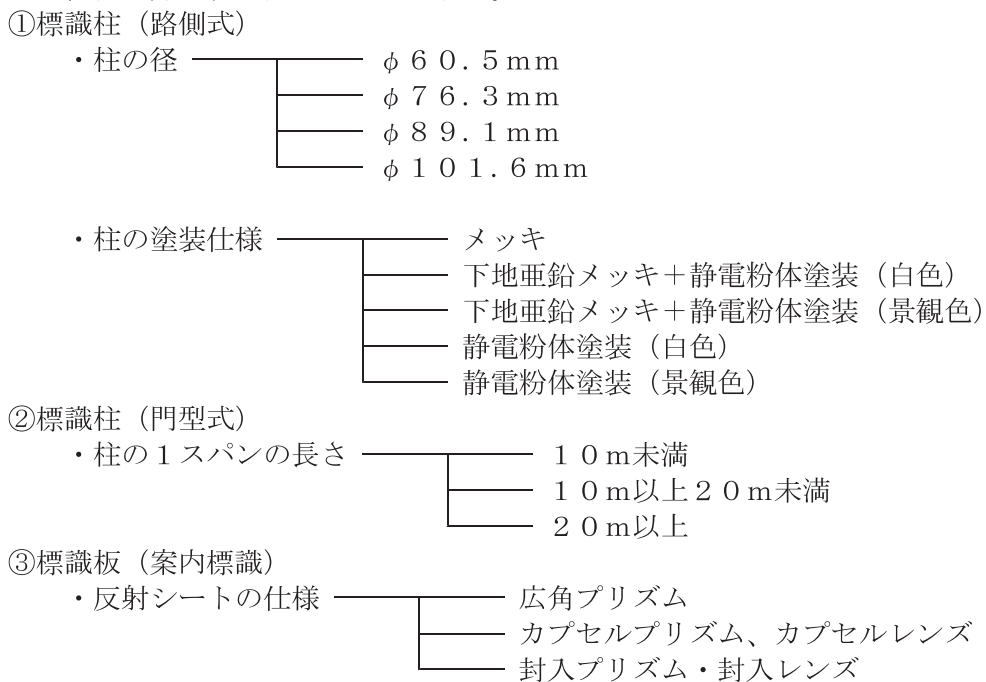 ①標識柱（路側式）
・柱の径 φ６０．５ｍｍ
φ７６．３ｍｍ
φ８９．１ｍｍ
φ１０１．６ｍｍ
・柱の塗装仕様 メッキ
下地亜鉛メッキ＋静電粉体塗装（白色）
下地亜鉛メッキ＋静電粉体塗装（景観色）
静電粉体塗装（白色）
静電粉体塗装（景観色）
②標識柱（門型式）
・柱の１スパンの長さ １０ｍ未満
１０ｍ以上２０ｍ未満
２０ｍ以上
③標識板（案内標識）
・反射シートの仕様 広角プリズム
カプセルプリズム、カプセルレンズ
封入プリズム・封入レンズ